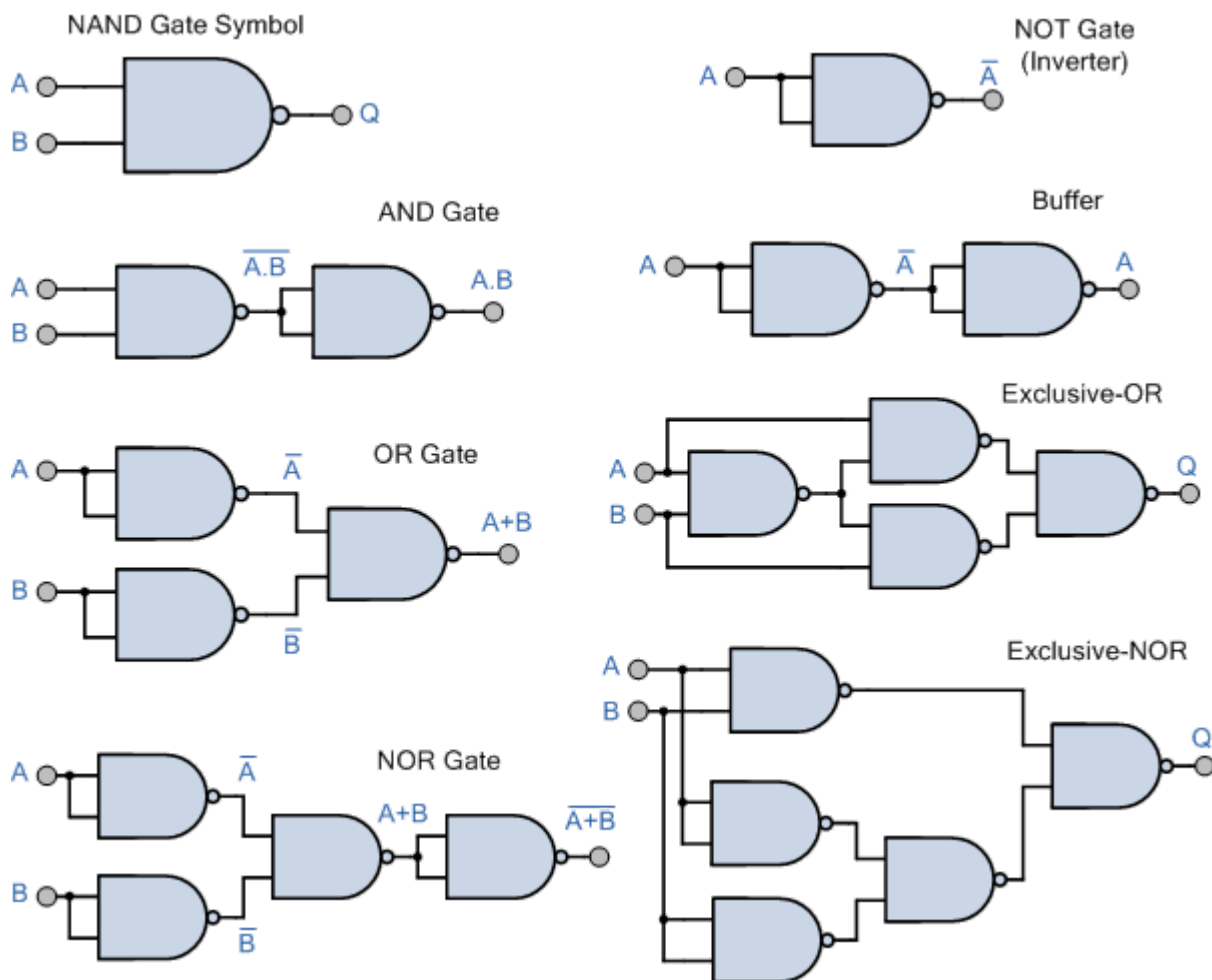 NAND Gate Symbol
A
B
Q
NOT Gate
(Inverter)
A
A̅
AND Gate
A
B
A̅.̅B̅
A.B
Buffer
A
A̅
A
OR Gate
A
B
A̅
B̅
A+B
Exclusive-OR
A
B
Q
NOR Gate
A
B
A̅
B̅
A+B
A̅+̅B̅
Exclusive-NOR
A
B
Q